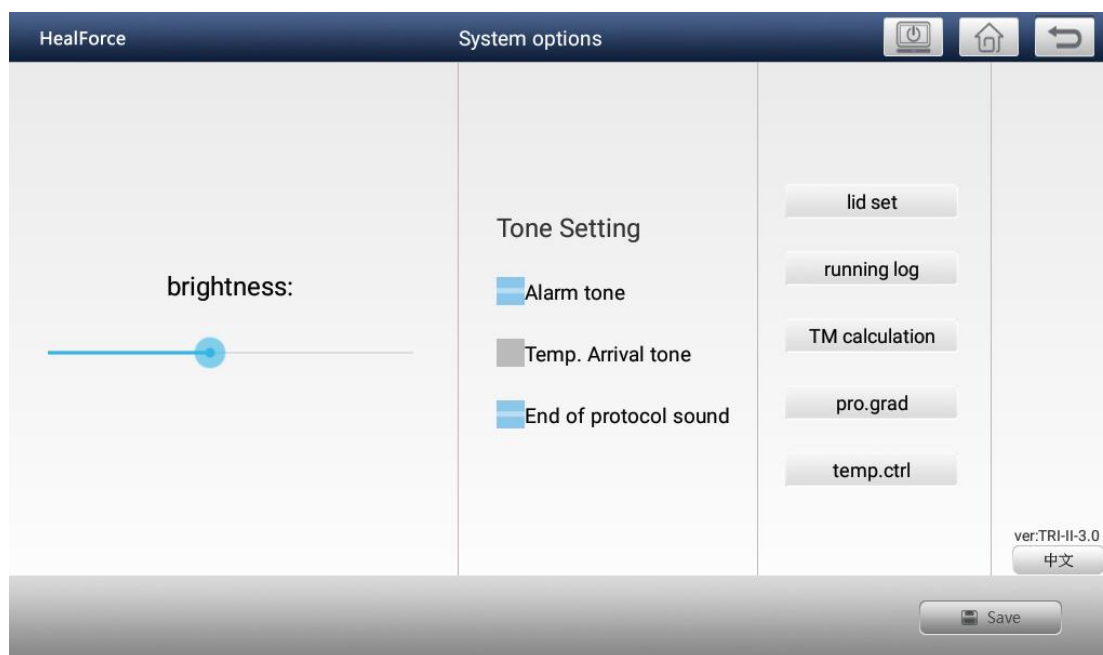 HealForce
System options
brightness:
Tone Setting
Alarm tone
Temp. Arrival tone
End of protocol sound
lid set
running log
TM calculation
pro.grad
temp.ctrl
ver:TRI-II-3.0
中文
Save